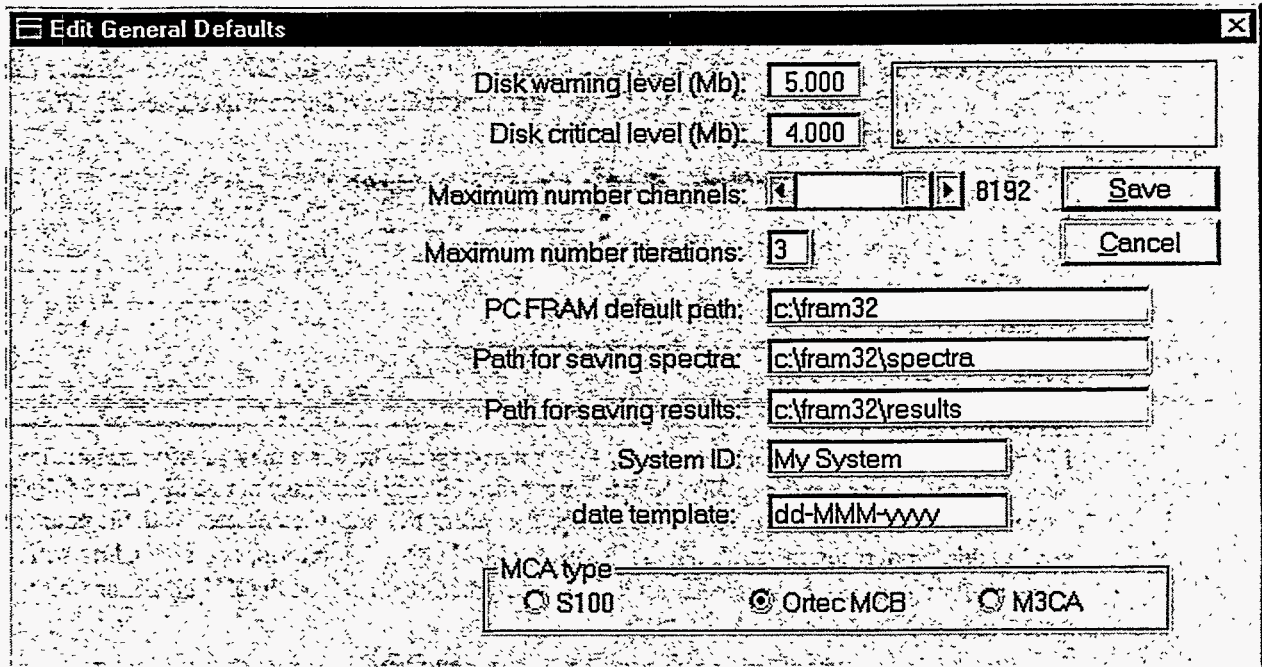 Edit General Defaults
Disk warning level (Mb): 5.000
Disk critical level (Mb): 4.000
Maximum number channels: 8192
Save
Maximum number iterations: 3
Cancel
PC FRAM default path: c:\fram32
Path for saving spectra: c:\fram32\spectra
Path for saving results: c:\fram32\results
System ID: My System
date template: dd-MMM-yyyy
MCA type
S100 Ortec MCB M3CA